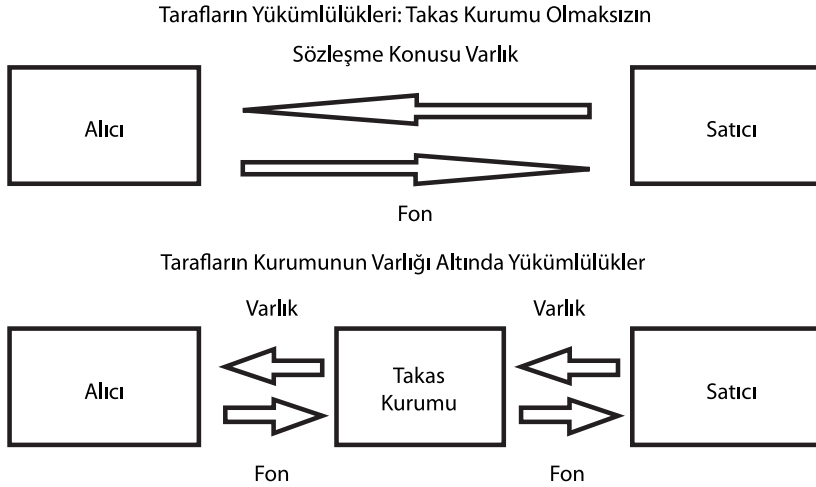 Tarafların Yükümlülükleri: Takas Kurumu Olmaksızın
Sözleşme Konusu Varlık
Alıcı
Satıcı
Fon
Tarafların Kurumunun Varlığı Altında Yükümlülükler
Varlık
Varlık
Alıcı
Takas
Kurumu
Satıcı
Fon
Fon